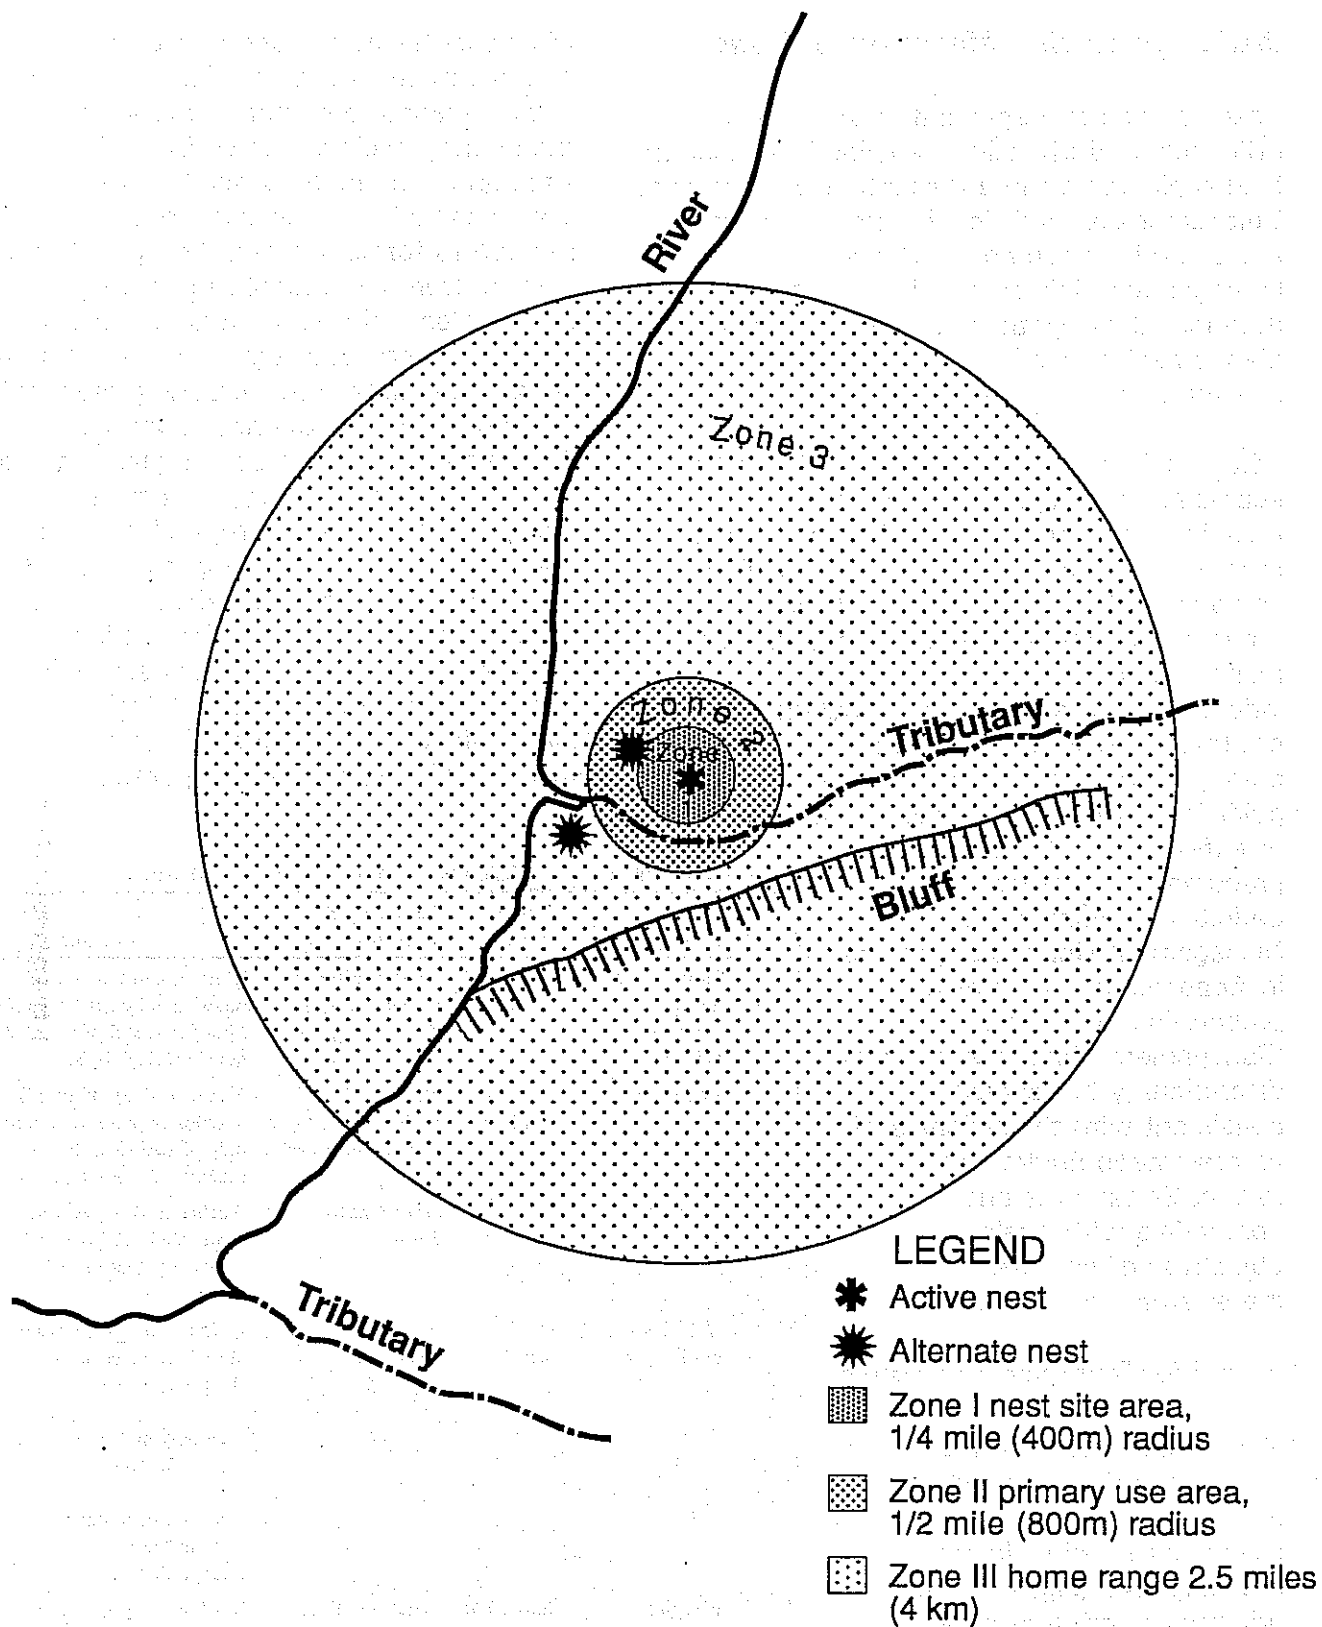 River
Zone 3
Zone 2
Zone
Tributary
Bluff
Tributary
LEGEND
Active nest
Alternate nest
Zone I nest site area,
1/4 mile (400m) radius
Zone II primary use area,
1/2 mile (800m) radius
Zone III home range 2.5 miles
(4 km)